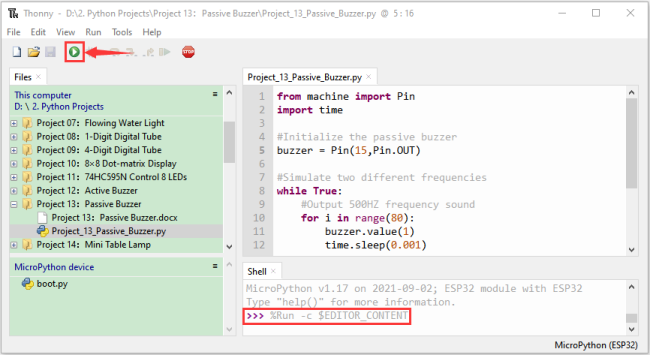 Thonny - D:\2. Python Projects\Project 13: Passive Buzzer\Project_13_Passive_Buzzer.py @ 5 : 16
File Edit View Run Tools Help
STOP
Files ×
This computer
D: \ 2. Python Projects
Project 07: Flowing Water Light
Project 08: 1-Digit Digital Tube
Project 09: 4-Digit Digital Tube
Project 10: 8×8 Dot-matrix Display
Project 11: 74HC595N Control 8 LEDs
Project 12: Active Buzzer
Project 13: Passive Buzzer
Project 13: Passive Buzzer.docx
Project_13_Passive_Buzzer.py
Project 14: Mini Table Lamp
MicroPython device
boot.py
Project_13_Passive_Buzzer.py ×
1 from machine import Pin
2 import time
3
4 #Initialize the passive buzzer
5 buzzer = Pin(15,Pin.OUT)
6
7 #Simulate two different frequencies
8 while True:
9 #Output 500HZ frequency sound
10 for i in range(80):
11 buzzer.value(1)
12 time.sleep(0.001)
Shell ×
MicroPython v1.17 on 2021-09-02; ESP32 module with ESP32
Type "help()" for more information.
>>> %Run -c $EDITOR_CONTENT
MicroPython (ESP32)